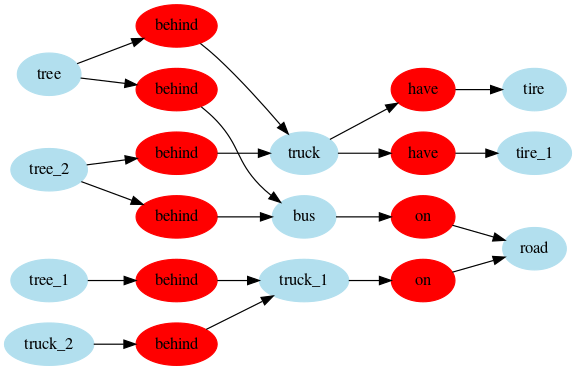 behind
tree
behind
have
tire
tree_2
behind
truck
have
tire_1
behind
bus
on
road
tree_1
behind
truck_1
on
truck_2
behind